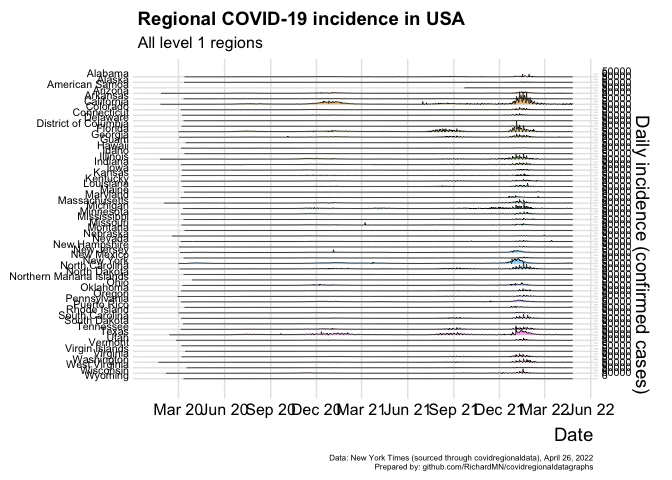 Regional COVID-19 incidence in USA
All level 1 regions
Alabama
Alaska
American Samoa
Arizona
Arkansas
California
Colorado
Connecticut
Delaware
District of Columbia
Florida
Georgia
Guam
Hawaii
Idaho
Illinois
Indiana
Iowa
Kansas
Kentucky
Louisiana
Maine
Maryland
Massachusetts
Michigan
Minnesota
Mississippi
Missouri
Montana
Nebraska
Nevada
New Hampshire
New Jersey
New Mexico
New York
North Carolina
North Dakota
Northern Mariana Islands
Ohio
Oklahoma
Oregon
Pennsylvania
Puerto Rico
Rhode Island
South Carolina
South Dakota
Tennessee
Texas
Utah
Vermont
Virgin Islands
Virginia
Washington
West Virginia
Wisconsin
Wyoming
50000
0
Daily incidence (confirmed cases)
Mar 20 Jun 20 Sep 20 Dec 20 Mar 21 Jun 21 Sep 21 Dec 21 Mar 22 Jun 22
Date
Data: New York Times (sourced through covidregionaldata), April 26, 2022
Prepared by: github.com/RichardMN/covidregionaldatagraphs